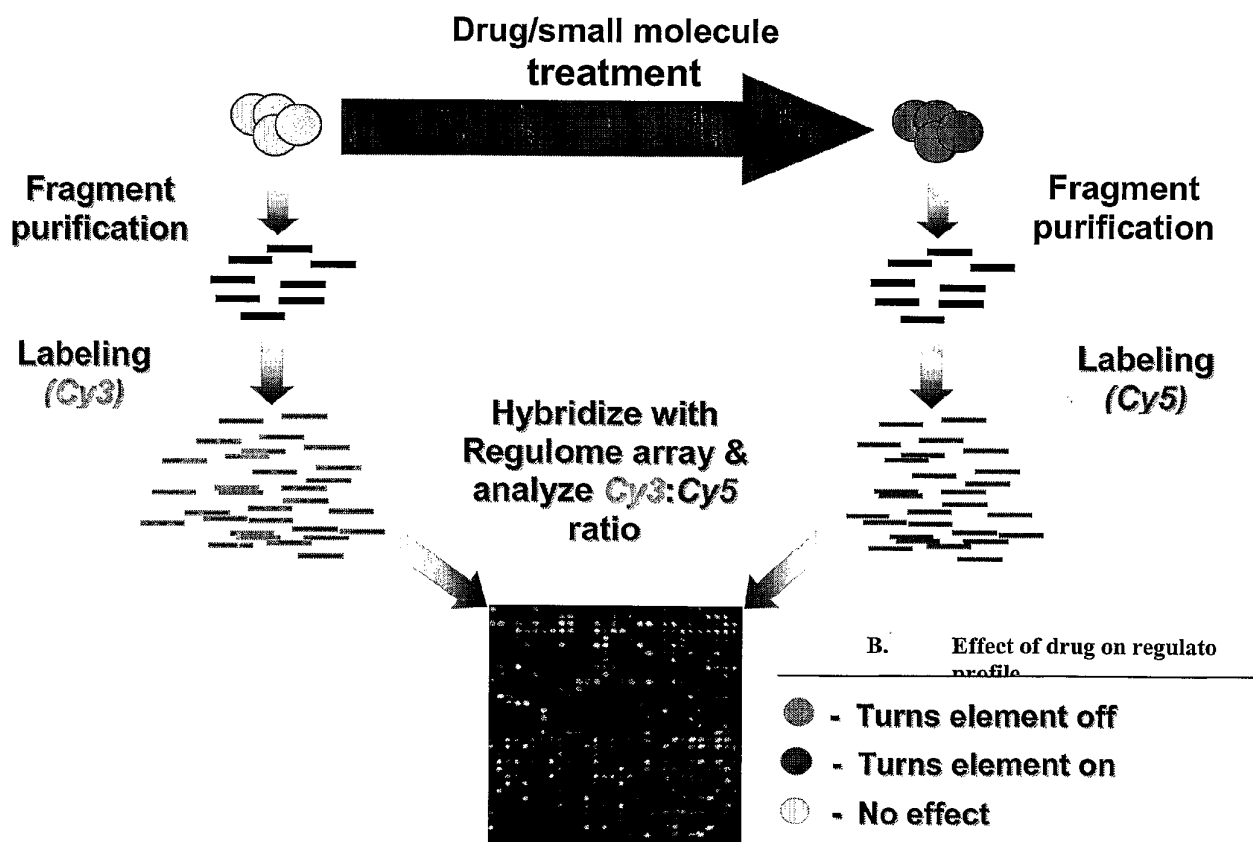 Drug/small molecule
treatment
Fragment
purification
Fragment
purification
Labeling
(Cy3)
Labeling
(Cy5)
Hybridize with
Regulome array &
analyze Cy3:Cy5
ratio
B. Effect of drug on regulato
profile
- Turns element off
- Turns element on
- No effect